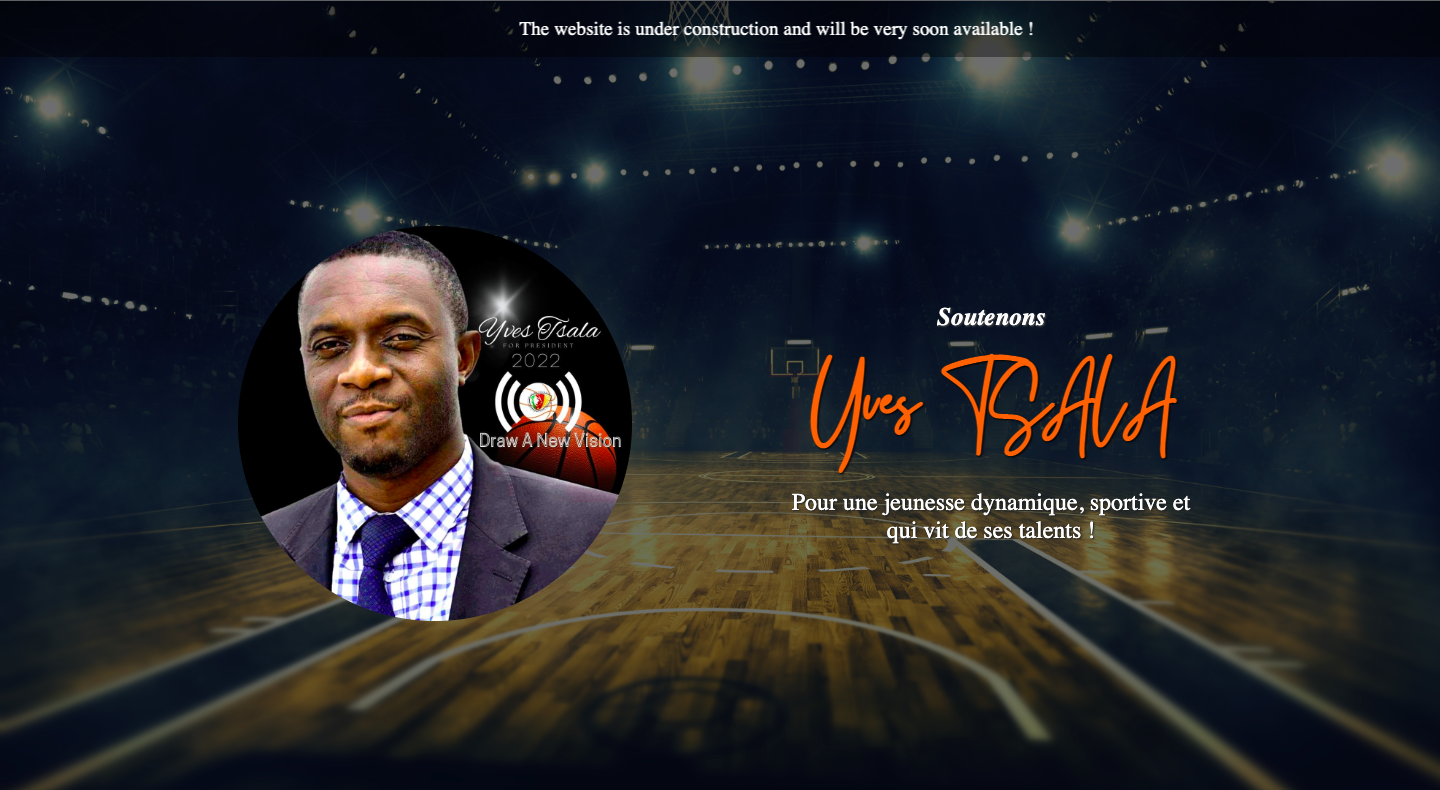 The website is under construction and will be very soon available !
Yves Tsala
FOR PRESIDENT
2022
Draw A New Vision
Soutenons
Yves TSALA
Pour une jeunesse dynamique, sportive et
qui vit de ses talents !